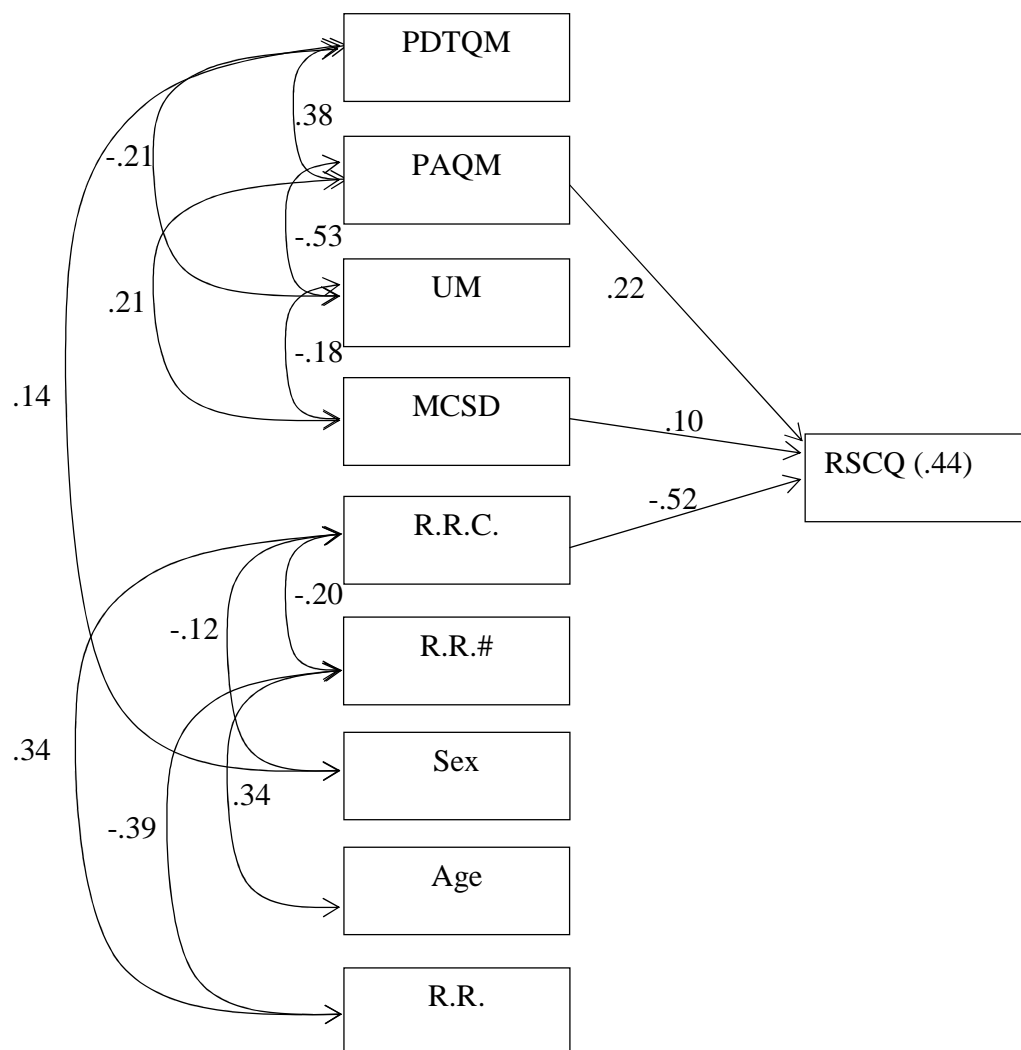 PDTQM
.38
-.21
PAQM
-.53
UM
.22
.21
-.18
.14
MCSD
.10
RSCQ (.44)
R.R.C.
-.52
-.20
-.12
R.R.#
.34
Sex
.34
-.39
Age
R.R.